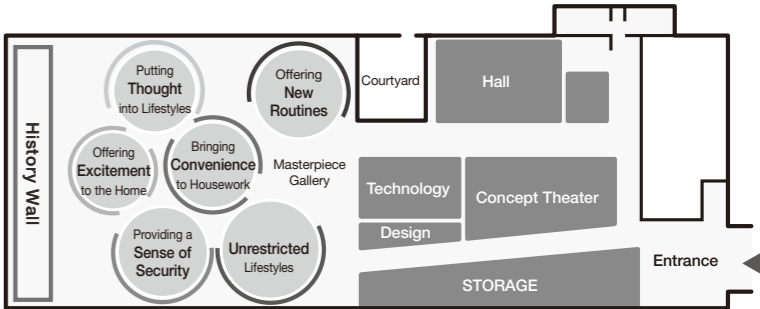 History Wall
Putting
Thought
into Lifestyles
Offering
New
Routines
Offering
Excitement
to the Home
Bringing
Convenience
to Housework
Providing a
Sense of
Security
Unrestricted
Lifestyles
Masterpiece
Gallery
Courtyard
Hall
Technology
Concept Theater
Design
STORAGE
Entrance